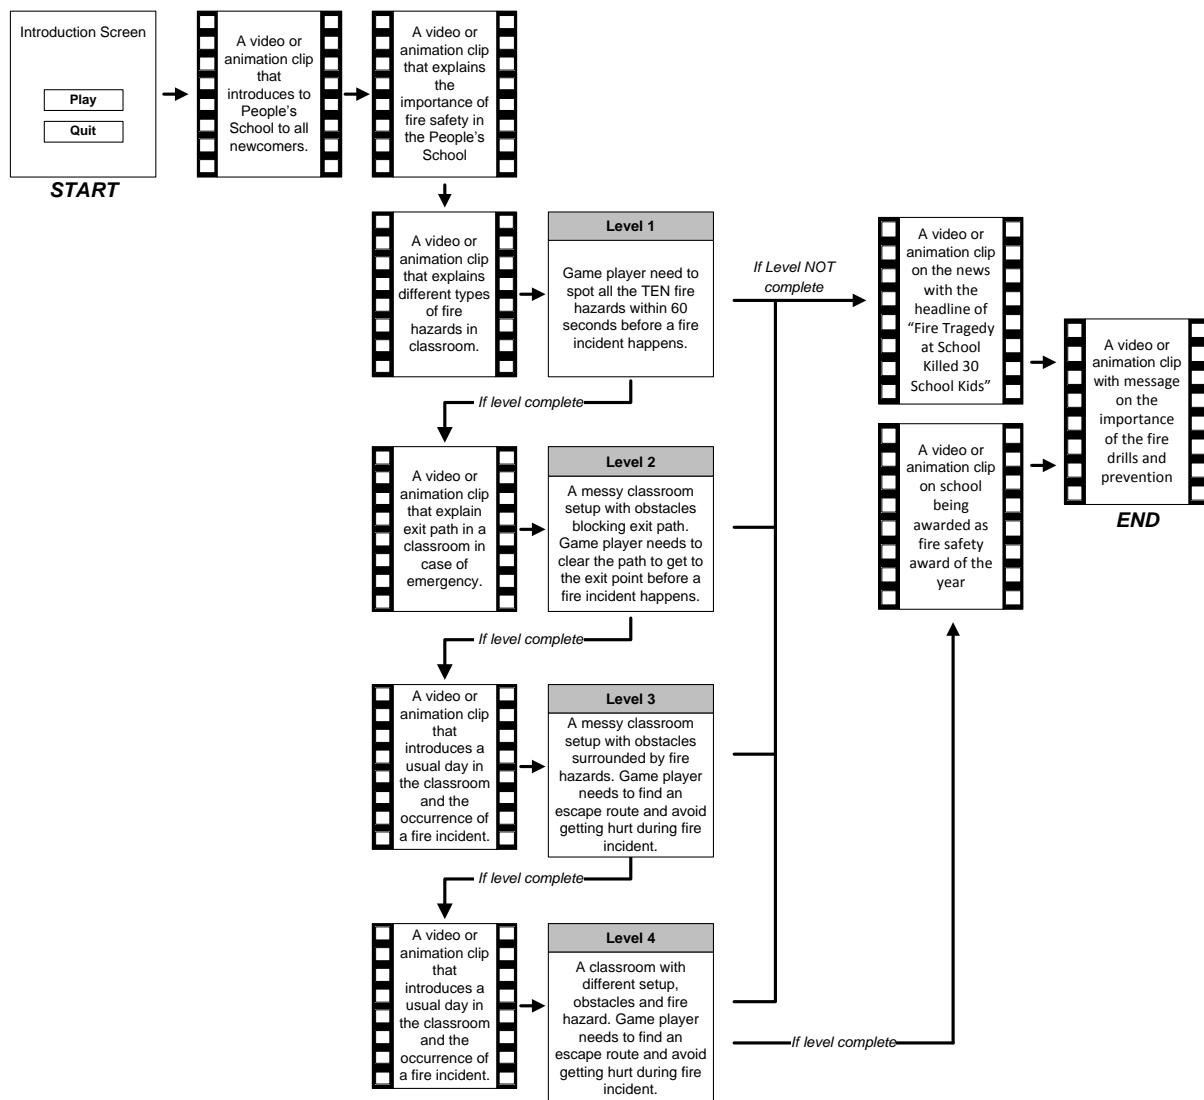 Introduction Screen
Play
Quit
START
A video or
animation clip
that
introduces to
People's
School to all
newcomers.
A video or
animation clip
that explains
the
importance of
fire safety in
the People's
School
A video or
animation clip
that explains
different types
of fire
hazards in
classroom.
Level 1
Game player need to
spot all the TEN fire
hazards within 60
seconds before a fire
incident happens.
If Level NOT
complete
If level complete
A video or
animation clip
that explain
exit path in a
classroom in
case of
emergency.
Level 2
A messy classroom
setup with obstacles
blocking exit path.
Game player needs to
clear the path to get to
the exit point before a
fire incident happens.
If level complete
A video or
animation clip
that
introduces a
usual day in
the classroom
and the
occurrence of
a fire incident.
Level 3
A messy classroom
setup with obstacles
surrounded by fire
hazards. Game player
needs to find an
escape route and avoid
getting hurt during fire
incident.
If level complete
A video or
animation clip
that
introduces a
usual day in
the classroom
and the
occurrence of
a fire incident.
Level 4
A classroom with
different setup,
obstacles and fire
hazard. Game player
needs to find an
escape route and avoid
getting hurt during fire
incident.
If level complete
A video or
animation clip
on the news
with the
headline of
“Fire Tragedy
at School
Killed 30
School Kids”
A video or
animation clip
on school
being
awarded as
fire safety
award of the
year
A video or
animation clip
with message
on the
importance
of the fire
drills and
prevention
END